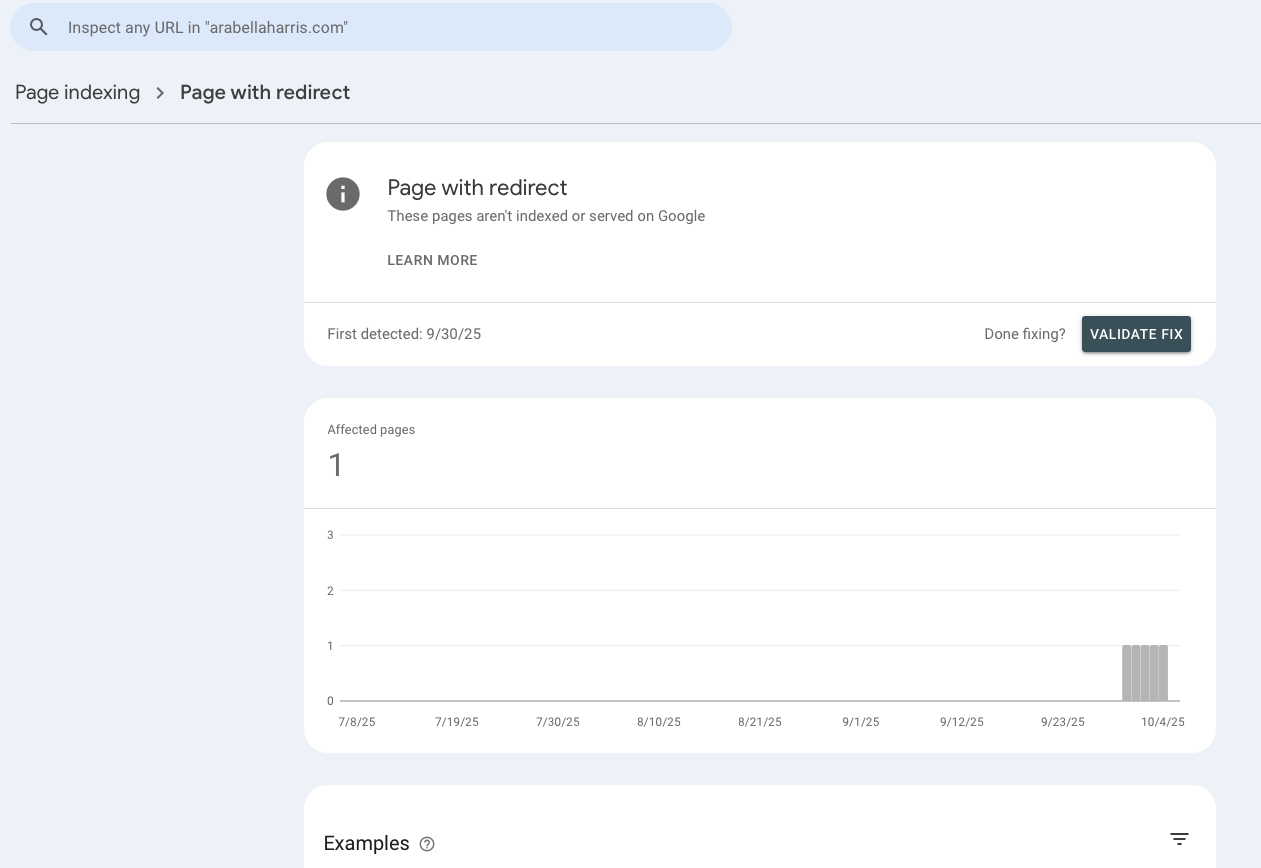 Inspect any URL in "arabellaharris.com"
Page indexing > Page with redirect
Page with redirect
These pages aren't indexed or served on Google
LEARN MORE
First detected: 9/30/25
Done fixing? VALIDATE FIX
Affected pages
1
3
2
1
0
7/8/25 7/19/25 7/30/25 8/10/25 8/21/25 9/1/25 9/12/25 9/23/25 10/4/25
Examples